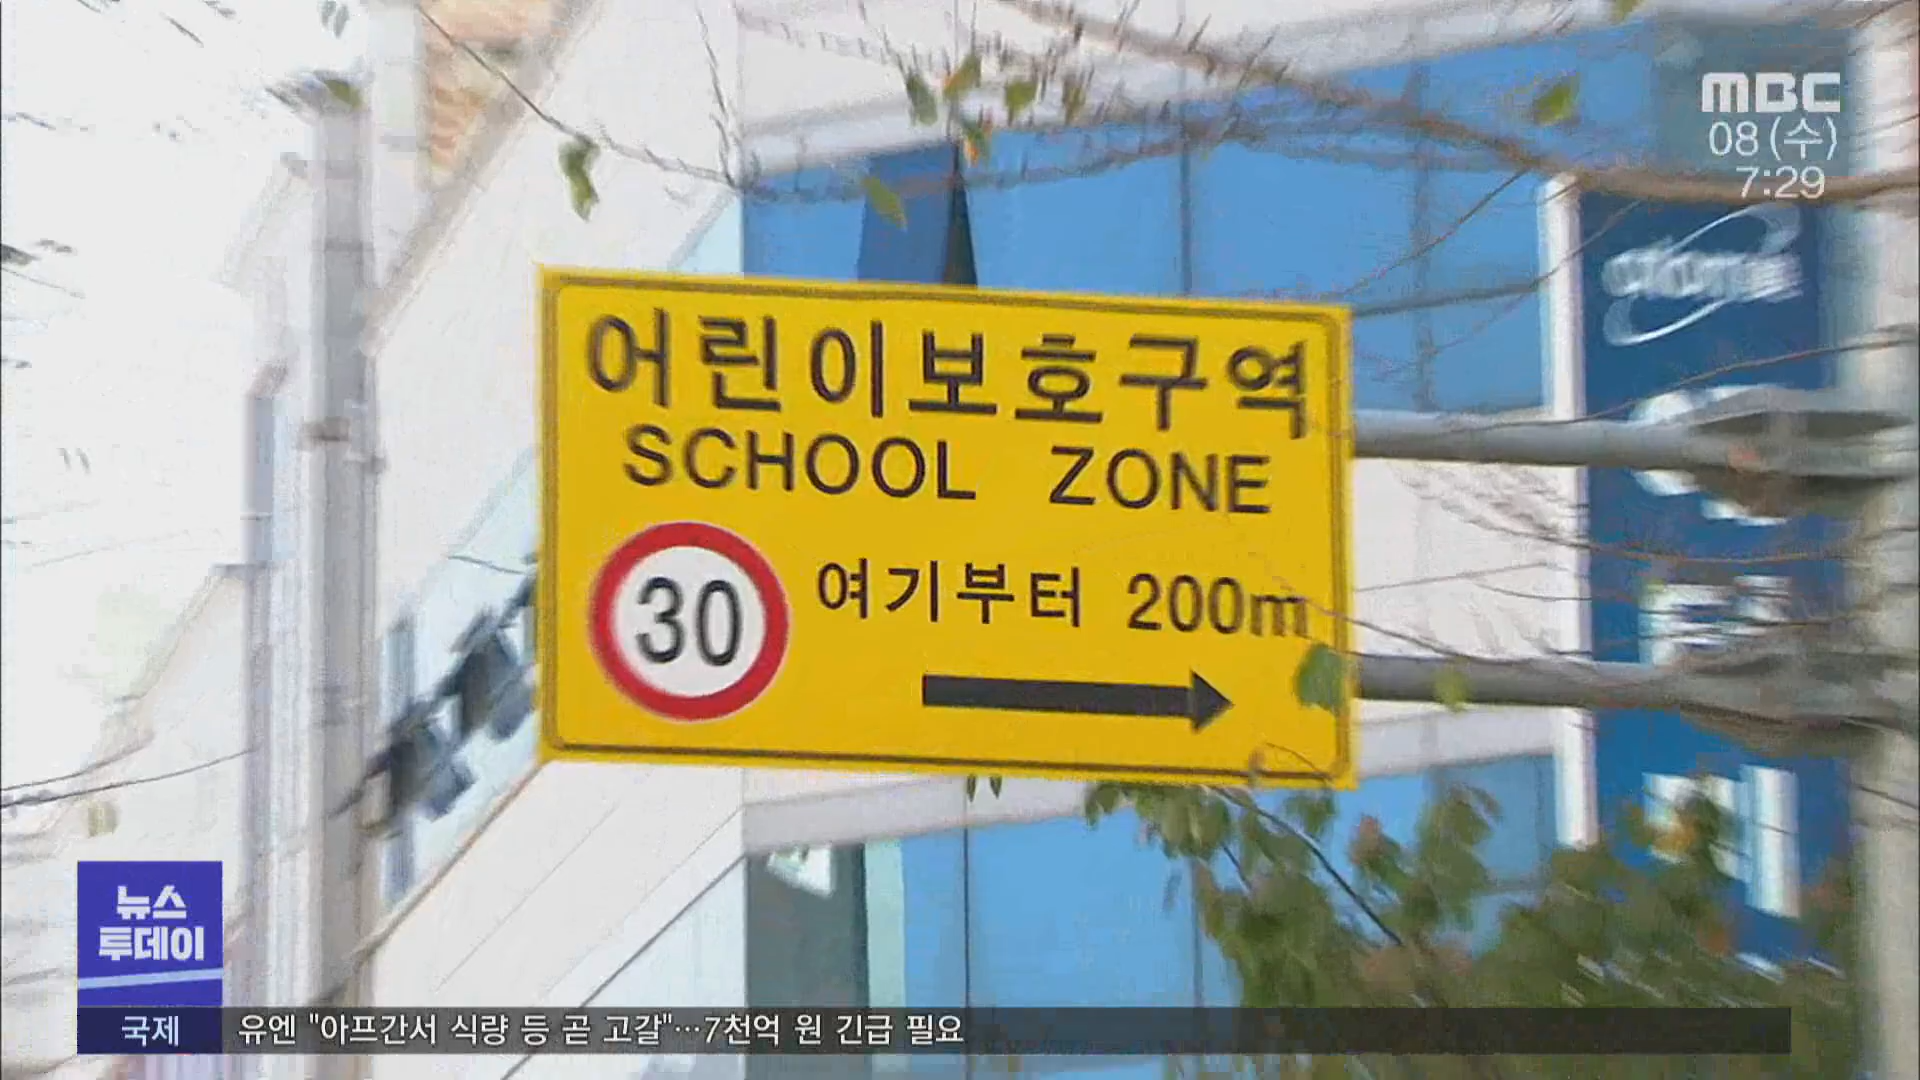 MBC
08(수)
7:29
어린이보호구역
SCHOOL ZONE
30
여기부터 200m
뉴스
투데이
국제 유엔 "아프간서 식량 등 곧 고갈"…7천억 원 긴급 필요